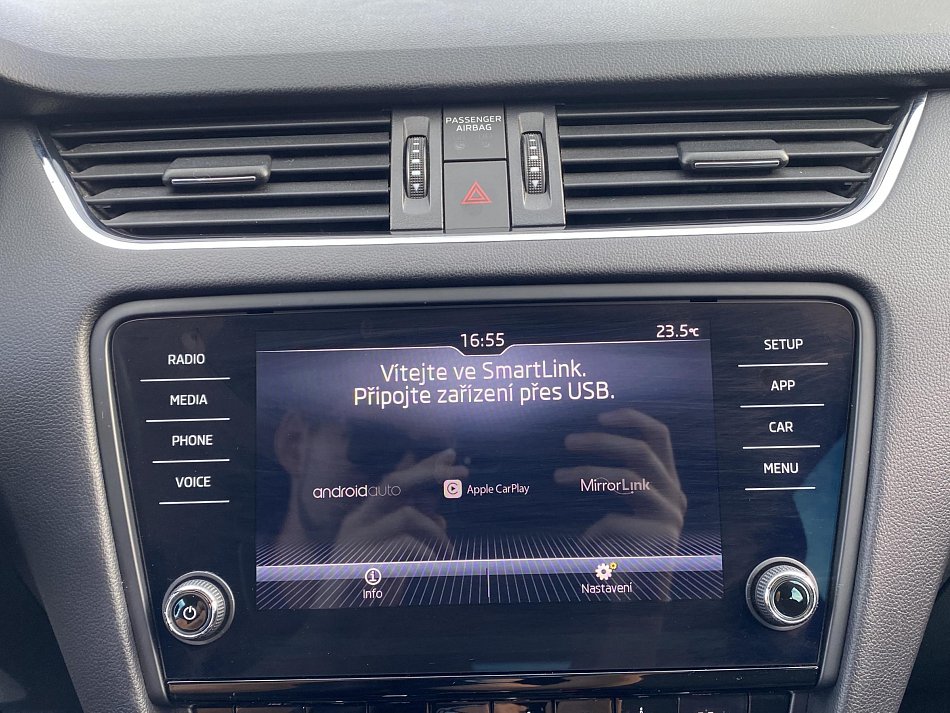 PASSENGER
AIRBAG
16:55
23.5°C
Vítejte ve SmartLink.
Připojte zařízení přes USB.
RADIO
MEDIA
PHONE
VOICE
SETUP
APP
CAR
MENU
androidauto
Apple CarPlay
MirrorLink
Info
Nastavení